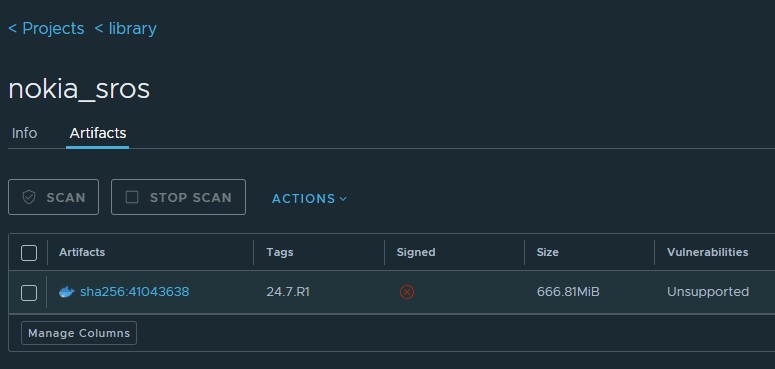 < Projects < library
nokia_sros
Info Artifacts
SCAN STOP SCAN ACTIONS
Artifacts Tags Signed Size Vulnerabilities
sha256:41043638 24.7.R1 666.81MiB Unsupported
Manage Columns